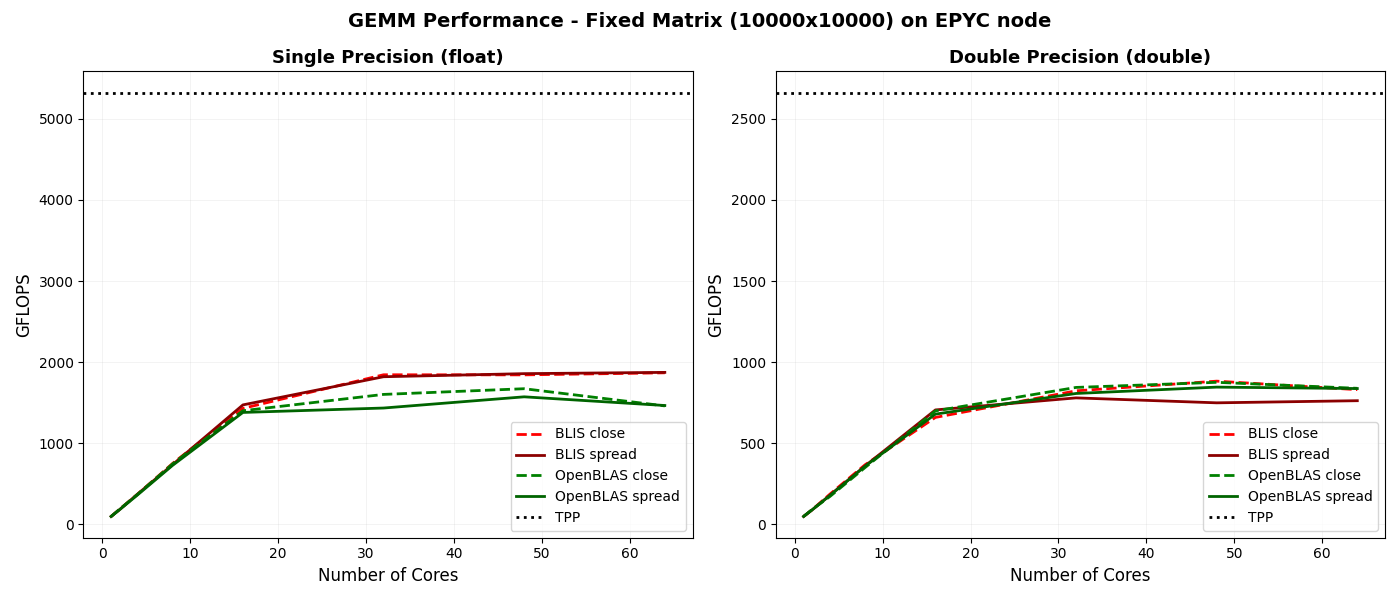 GEMM Performance - Fixed Matrix (10000x10000) on EPYC node
Single Precision (float)
5000
4000
3000
2000
1000
0
GFLOPS
BLIS close
BLIS spread
OpenBLAS close
OpenBLAS spread
TPP
0 10 20 30 40 50 60
Number of Cores
Double Precision (double)
2500
2000
1500
1000
500
0
GFLOPS
BLIS close
BLIS spread
OpenBLAS close
OpenBLAS spread
TPP
0 10 20 30 40 50 60
Number of Cores